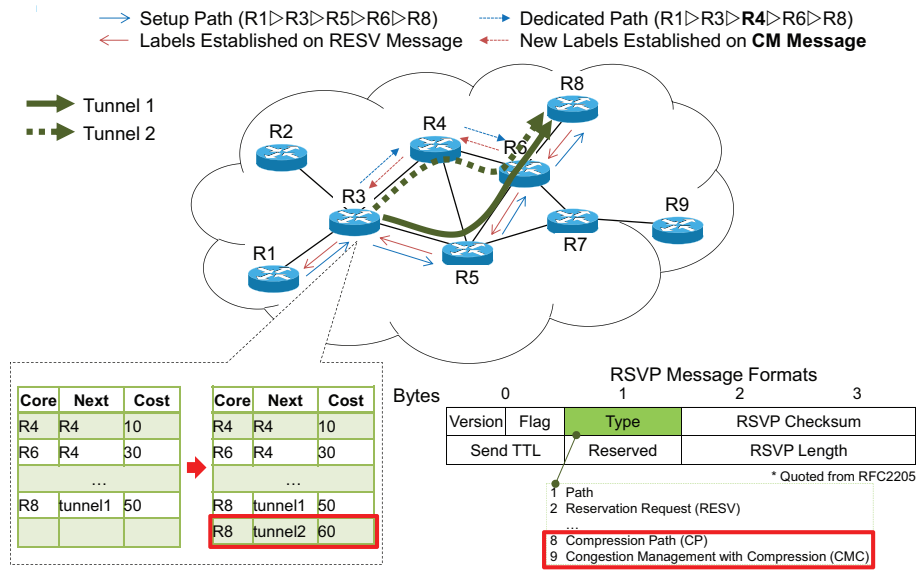 Setup Path (R1▷R3▷R5▷R6▷R8)
Dedicated Path (R1▷R3▷R4▷R6▷R8)
Labels Established on RESV Message
New Labels Established on CM Message
Tunnel 1
Tunnel 2
R8
R4
R2
R6
R3
R9
R7
R1
R5
Core Next Cost
R4 R4 10
R6 R4 30
…
R8 tunnel1 50
Core Next Cost
R4 R4 10
R6 R4 30
…
R8 tunnel1 50
R8 tunnel2 60
RSVP Message Formats
Bytes 0 1 2 3
Version Flag Type RSVP Checksum
Send TTL Reserved RSVP Length
* Quoted from RFC2205
1 Path
2 Reservation Request (RESV)
…
8 Compression Path (CP)
9 Congestion Management with Compression (CMC)